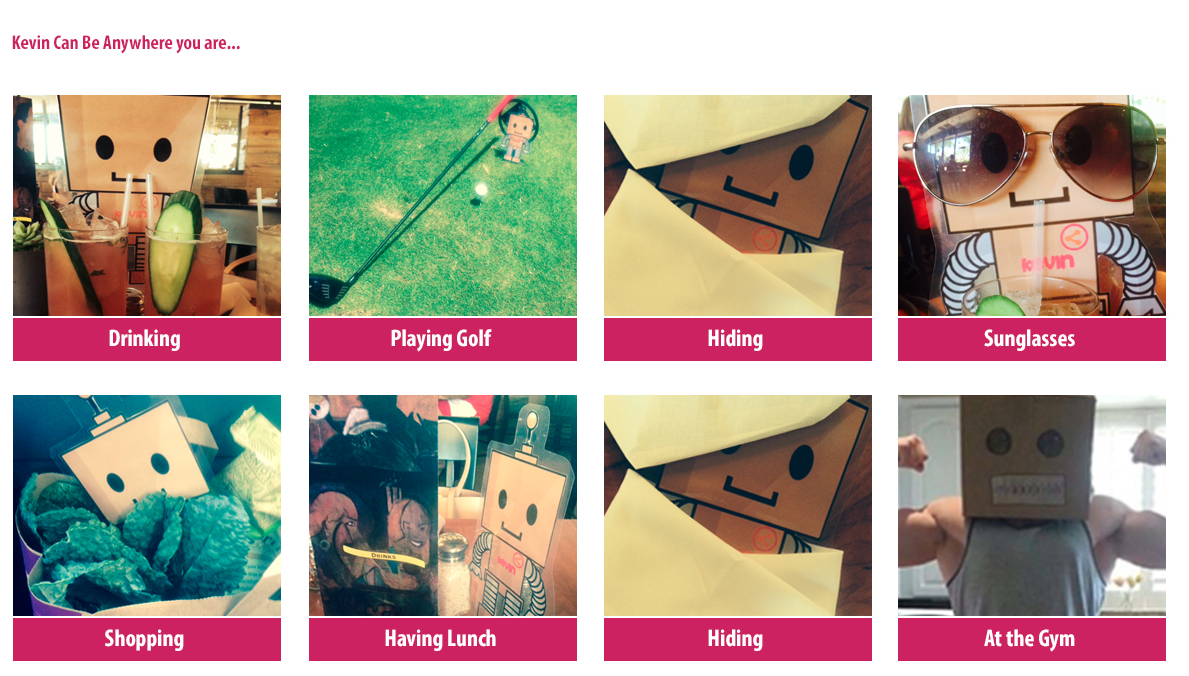 Kevin Can Be Anywhere you are...
KEVIN
Drinking
Playing Golf
Hiding
kevin
Sunglasses
Shopping
DRINKS
kevin
Having Lunch
Hiding
At the Gym